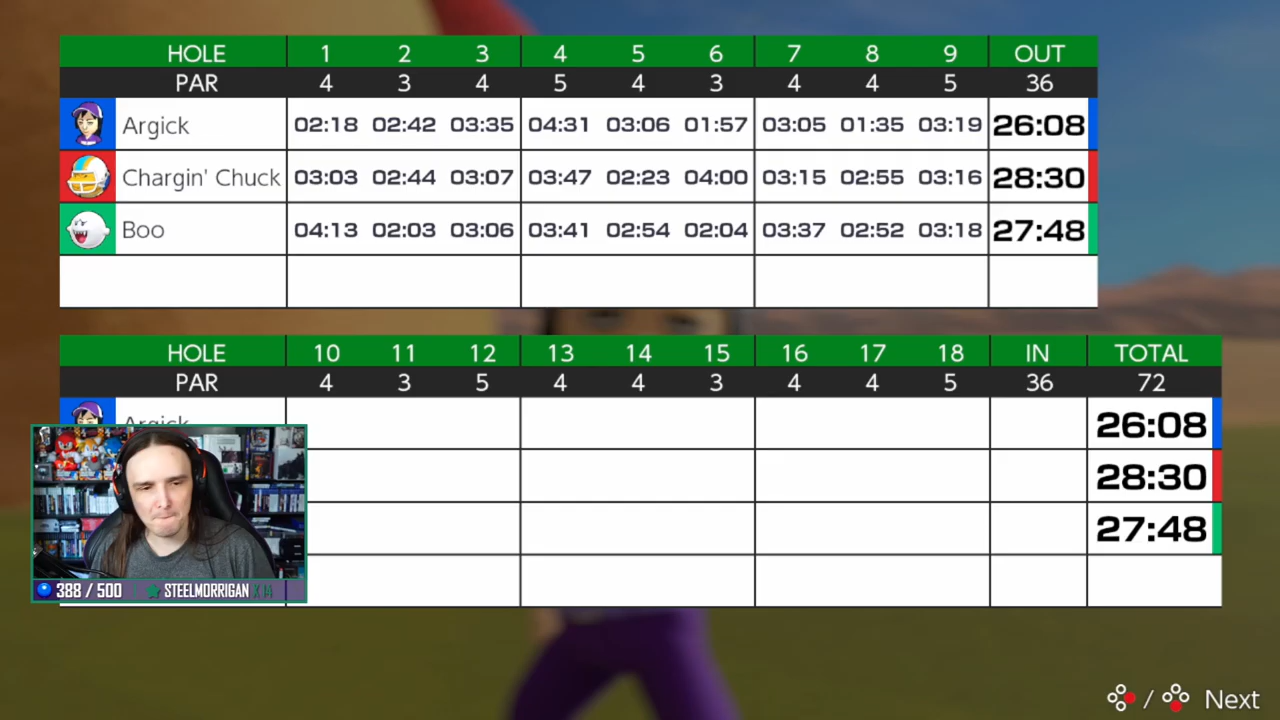 HOLE 1 2 3 4 5 6 7 8 9 OUT
PAR 4 3 4 5 4 3 4 4 5 36
Argick 02:18 02:42 03:35 04:31 03:06 01:57 03:05 01:35 03:19 26:08
Chargin' Chuck 03:03 02:44 03:07 03:47 02:23 04:00 03:15 02:55 03:16 28:30
Boo 04:13 02:03 03:06 03:41 02:54 02:04 03:37 02:52 03:18 27:48
HOLE 10 11 12 13 14 15 16 17 18 IN TOTAL
PAR 4 3 5 4 4 3 4 4 5 36 72
Argick 26:08
28:30
27:48
388 / 500 STEELMORRIGAN X14
/ Next